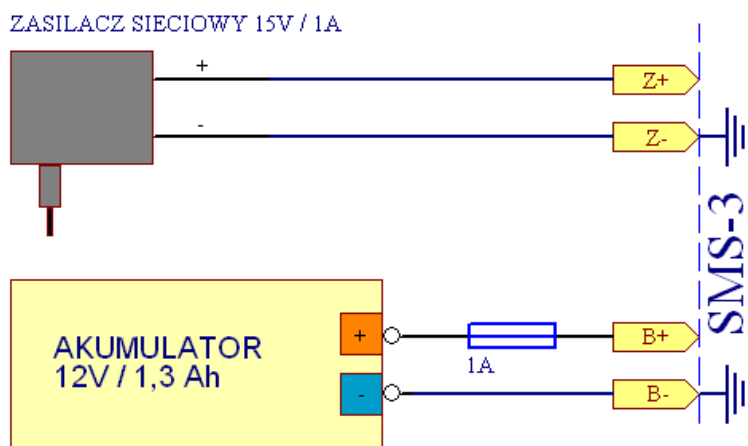 ZASILACZ SIECIOWY 15V / 1A
+
Z+
-
Z-
SMS-3
AKUMULATOR
12V / 1,3 Ah
+
1A
B+
-
B-